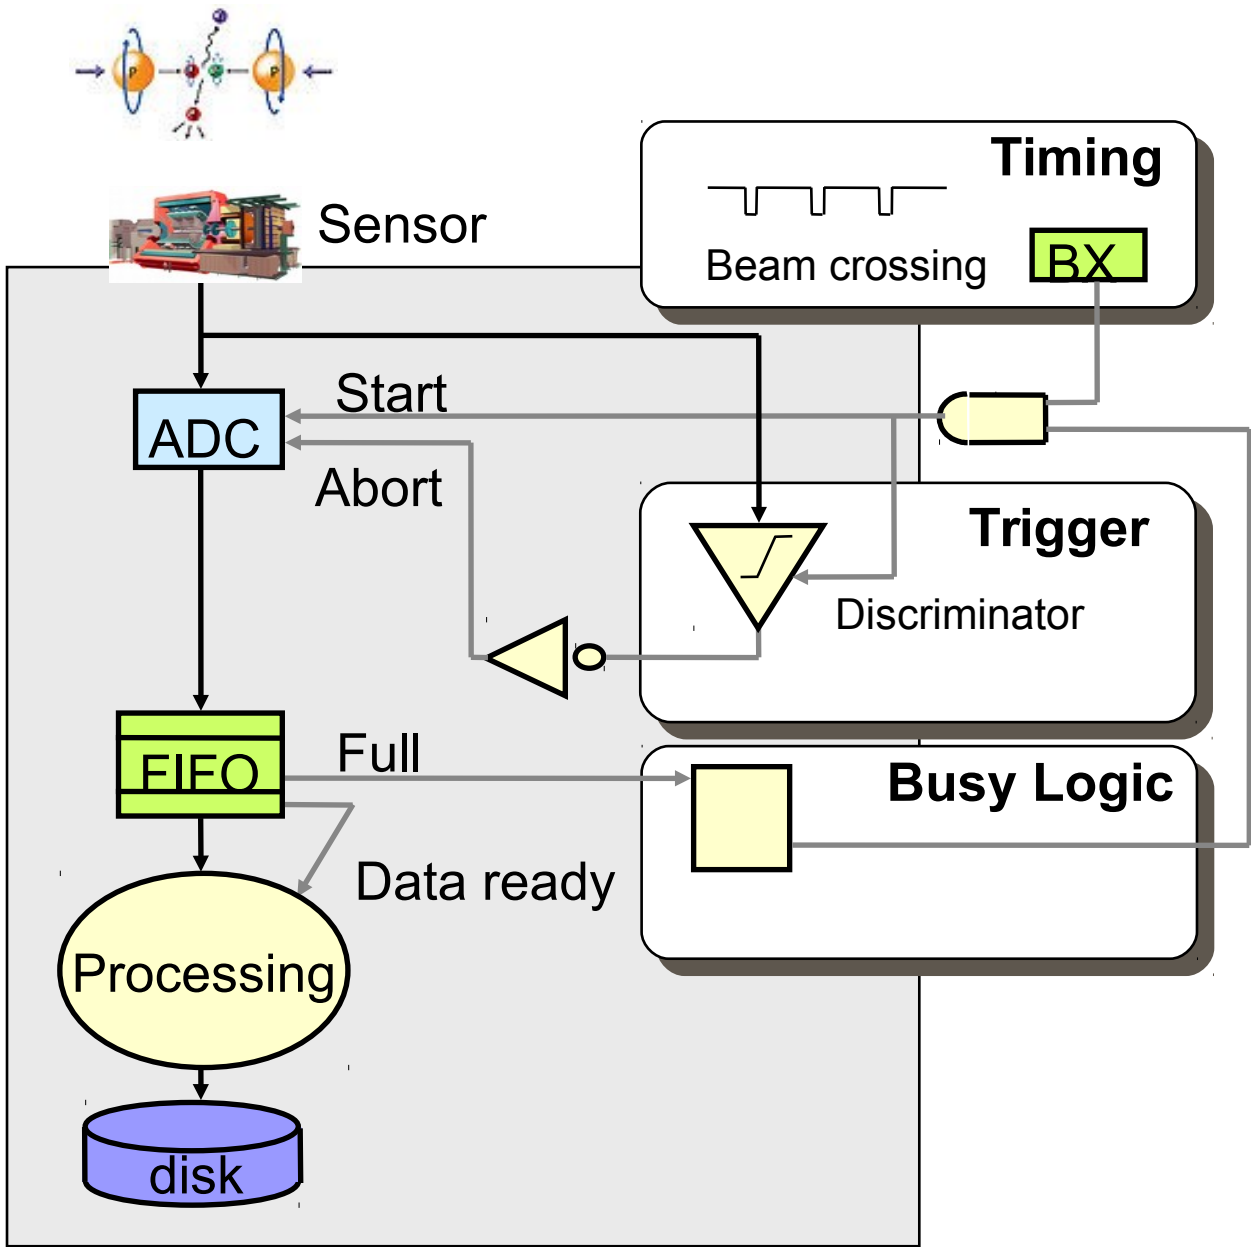 P
P
Timing
Sensor
Beam crossing
BX
Start
ADC
Abort
Trigger
Discriminator
Full
FIFO
Busy Logic
Data ready
Processing
disk